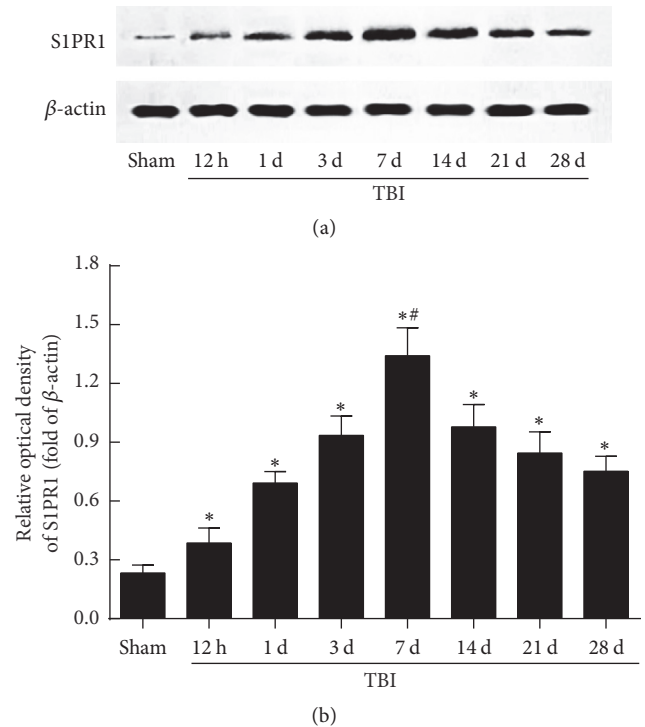 S1PR1
β-actin
Sham 12 h 1 d 3 d 7 d 14 d 21 d 28 d
TBI
(a)
Relative optical density
of S1PR1 (fold of β-actin)
1.8
1.5
1.2
0.9
0.6
0.3
0.0
* * * *# * * *
Sham 12 h 1 d 3 d 7 d 14 d 21 d 28 d
TBI
(b)